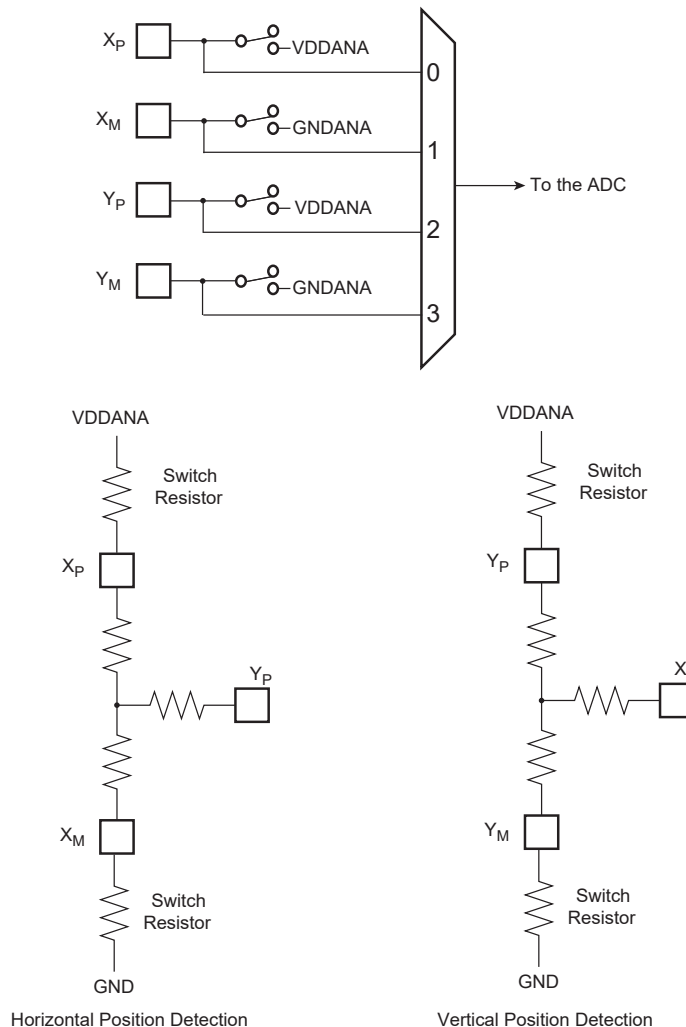 XP
VDDANA
0
XM
GNDANA
1
YP
VDDANA
2
To the ADC
YM
GNDANA
3
VDDANA
Switch
Resistor
XP
YP
XM
Switch
Resistor
GND
Horizontal Position Detection
VDDANA
Switch
Resistor
YP
X
YM
Switch
Resistor
GND
Vertical Position Detection